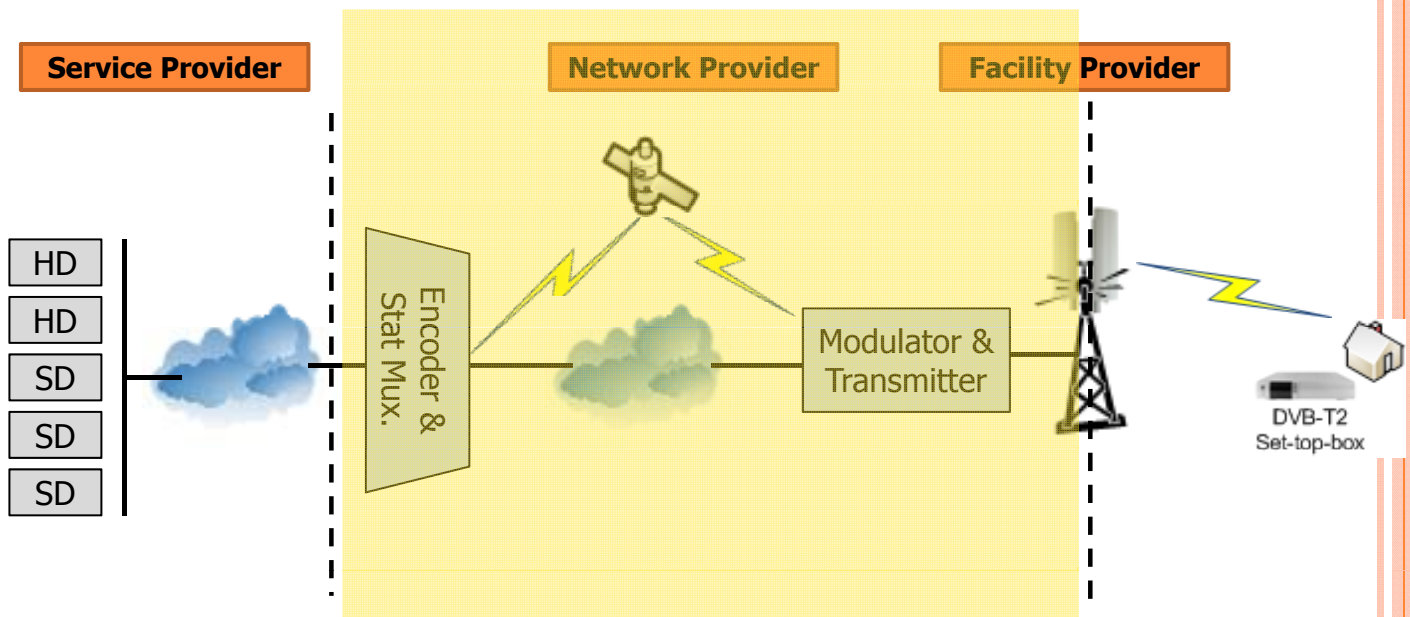 Service Provider
Network Provider
Facility Provider
HD
HD
SD
SD
SD
Encoder &
Stat Mux.
Modulator &
Transmitter
DVB-T2
Set-top-box